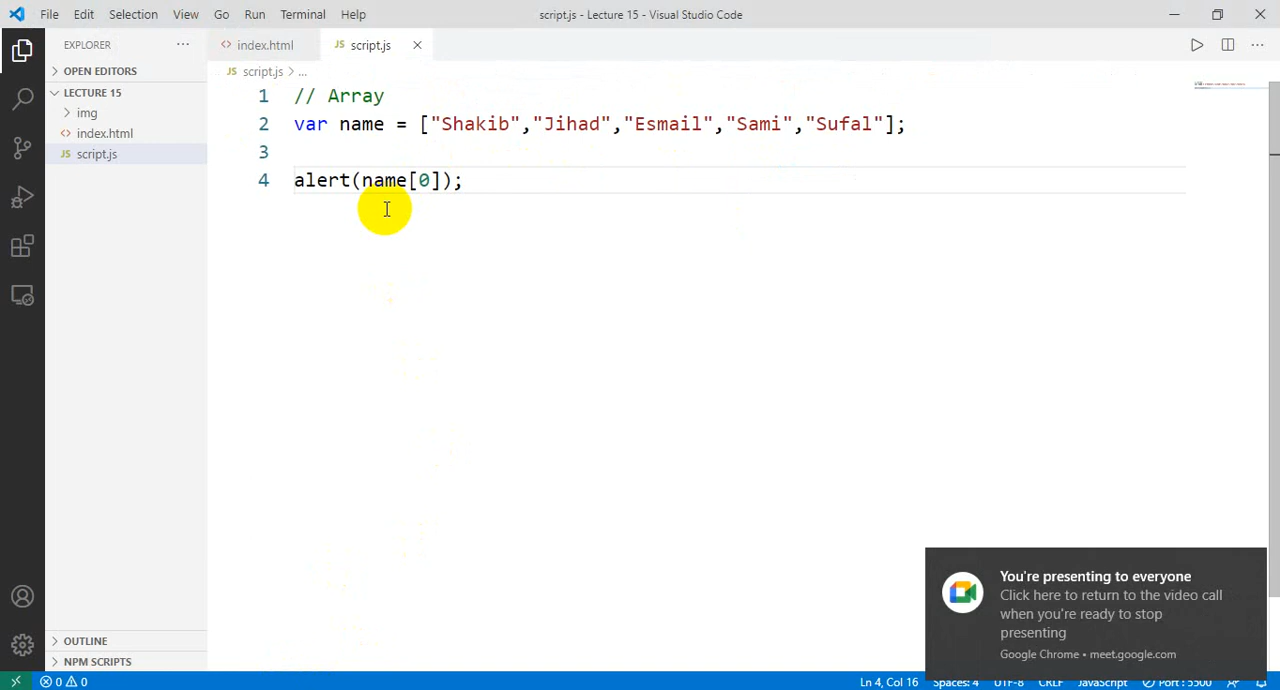 File Edit Selection View Go Run Terminal Help script.js - Lecture 15 - Visual Studio Code
EXPLORER ...
OPEN EDITORS
LECTURE 15
img
<> index.html
JS script.js
OUTLINE
NPM SCRIPTS
<> index.html JS script.js
JS script.js > ...
1 // Array
2 var name = ["Shakib","Jihad","Esmail","Sami","Sufal"];
3
4 alert(name[0]);
You're presenting to everyone
Click here to return to the video call
when you're ready to stop
presenting
Google Chrome • meet.google.com
0 0 Ln 4, Col 16 Spaces: 4 UTF-8 CRLF JavaScript Port : 5500